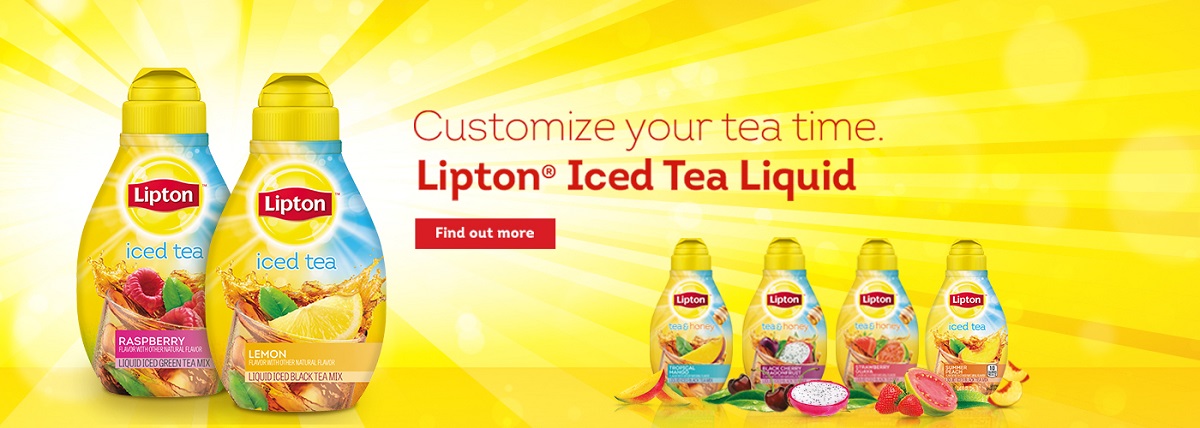 Customize your tea time.
Lipton® Iced Tea Liquid
Find out more
Lipton
iced tea
RASPBERRY
FLAVOR WITH OTHER NATURAL FLAVOR
LIQUID ICED GREEN TEA MIX
Lipton
iced tea
LEMON
FLAVOR WITH OTHER NATURAL FLAVOR
LIQUID ICED BLACK TEA MIX
Lipton
tea & honey
TROPICAL
MANGO
Lipton
tea & honey
BLACK CHERRY
DRAGONFRUIT
Lipton
tea & honey
STRAWBERRY
GUAVA
Lipton
iced tea
SUMMER
PEACH